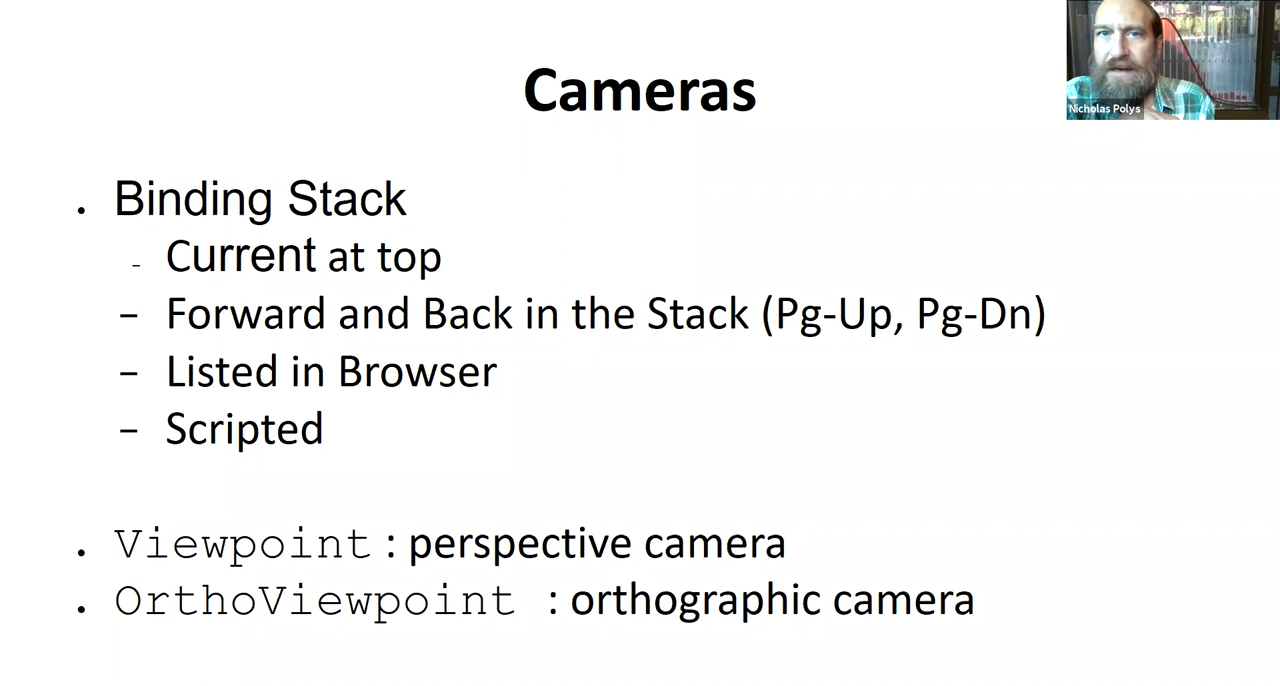 Cameras
Nicholas Polys
. Binding Stack
- Current at top
– Forward and Back in the Stack (Pg-Up, Pg-Dn)
– Listed in Browser
– Scripted
. Viewpoint : perspective camera
. OrthoViewpoint : orthographic camera